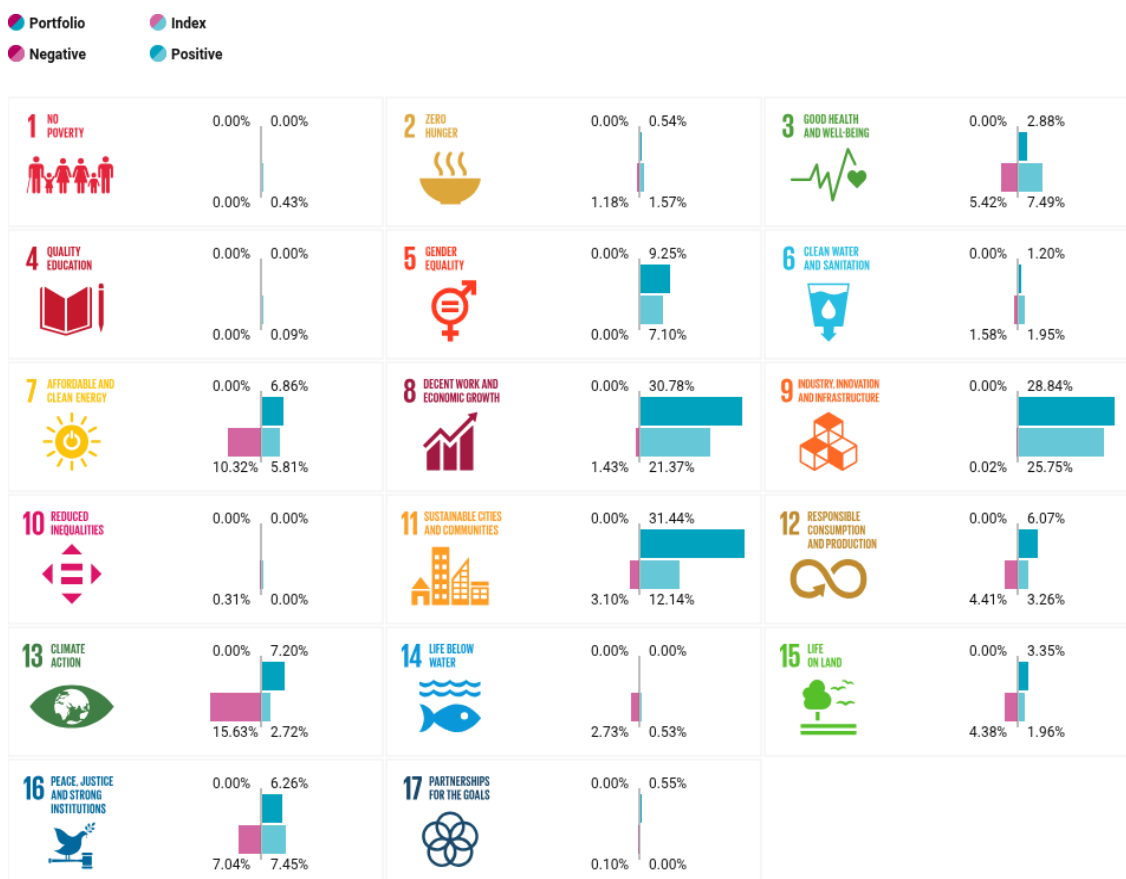 Portfolio Index
Negative Positive
1 NO POVERTY
0.00% 0.00%
0.00% 0.43%
2 ZERO HUNGER
0.00% 0.54%
1.18% 1.57%
3 GOOD HEALTH AND WELL-BEING
0.00% 2.88%
5.42% 7.49%
4 QUALITY EDUCATION
0.00% 0.00%
0.00% 0.09%
5 GENDER EQUALITY
0.00% 9.25%
0.00% 7.10%
6 CLEAN WATER AND SANITATION
0.00% 1.20%
1.58% 1.95%
7 AFFORDABLE AND CLEAN ENERGY
0.00% 6.86%
10.32% 5.81%
8 DECENT WORK AND ECONOMIC GROWTH
0.00% 30.78%
1.43% 21.37%
9 INDUSTRY, INNOVATION AND INFRASTRUCTURE
0.00% 28.84%
0.02% 25.75%
10 REDUCED INEQUALITIES
0.00% 0.00%
0.31% 0.00%
11 SUSTAINABLE CITIES AND COMMUNITIES
0.00% 31.44%
3.10% 12.14%
12 RESPONSIBLE CONSUMPTION AND PRODUCTION
0.00% 6.07%
4.41% 3.26%
13 CLIMATE ACTION
0.00% 7.20%
15.63% 2.72%
14 LIFE BELOW WATER
0.00% 0.00%
2.73% 0.53%
15 LIFE ON LAND
0.00% 3.35%
4.38% 1.96%
16 PEACE, JUSTICE AND STRONG INSTITUTIONS
0.00% 6.26%
7.04% 7.45%
17 PARTNERSHIPS FOR THE GOALS
0.00% 0.55%
0.10% 0.00%